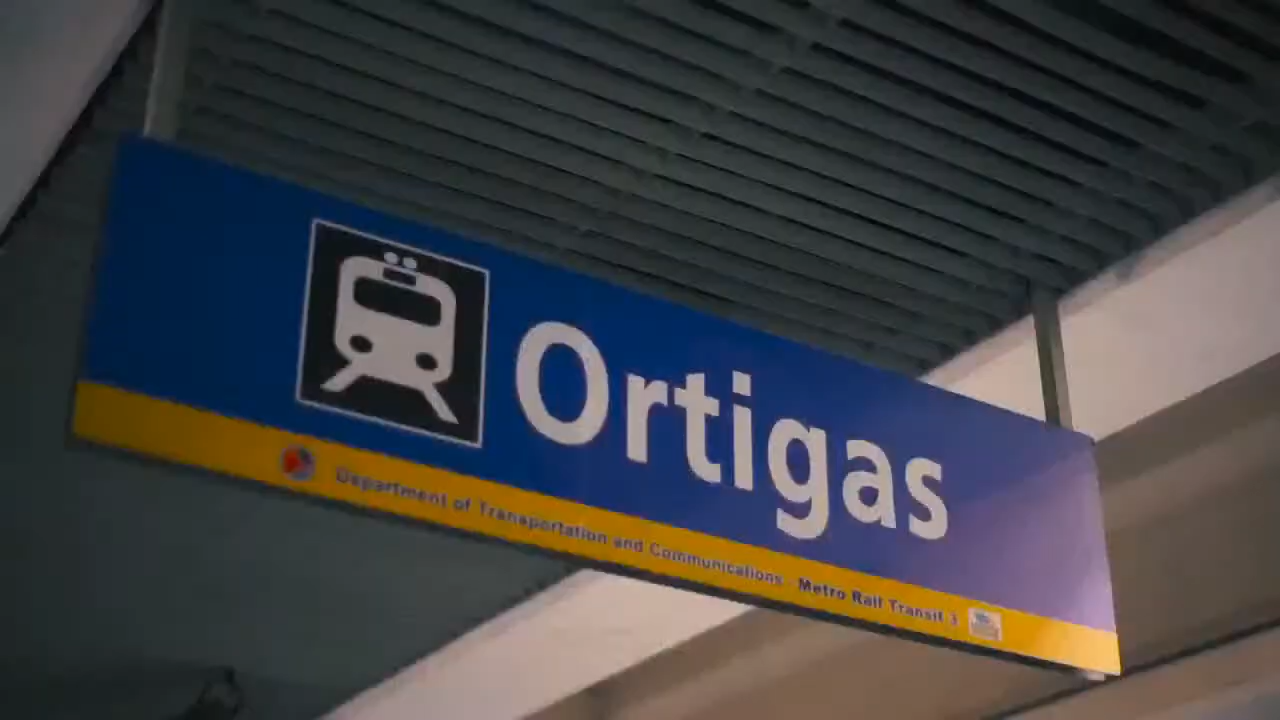 Ortigas
Department of Transportation and Communications - Metro Rail Transit 3